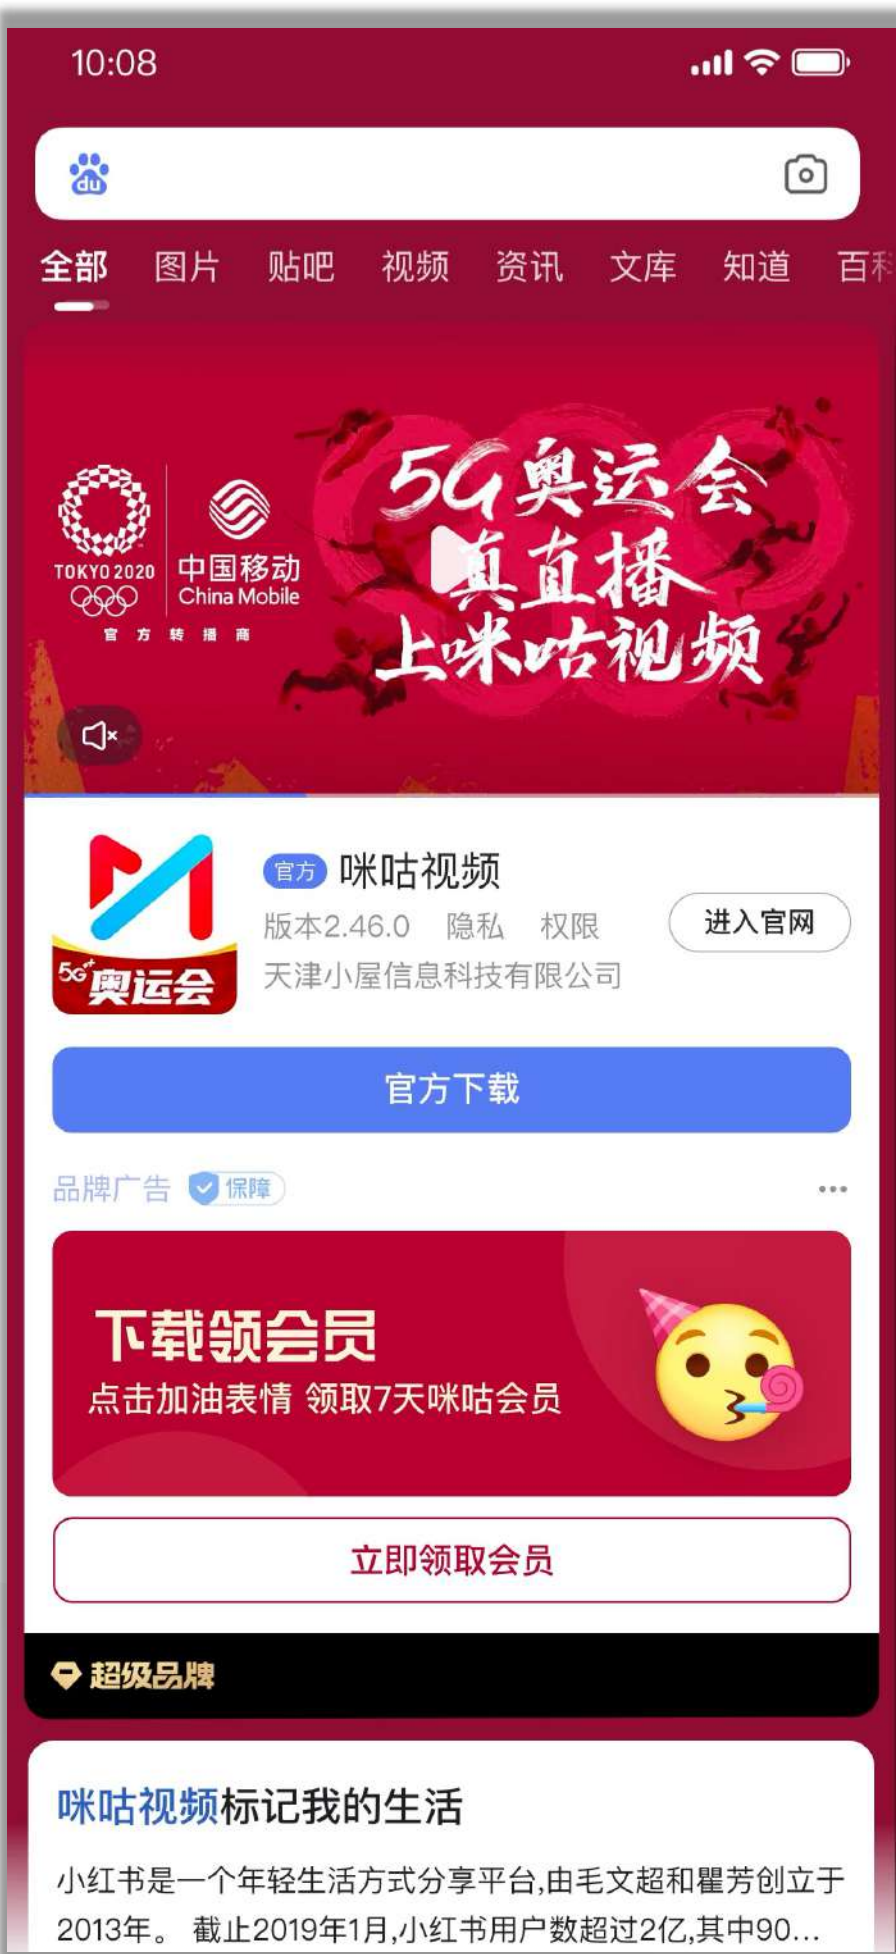 10:08
du
全部 图片 贴吧 视频 资讯 文库 知道 百科
5G奥运会
真直播
上咪咕视频
TOKYO 2020
中国移动
China Mobile
官方转播商
官方 咪咕视频
版本2.46.0 隐私 权限
进入官网
天津小屋信息科技有限公司
5G+奥运会
官方下载
品牌广告 保障
下载领会员
点击加油表情 领取7天咪咕会员
立即领取会员
超级品牌
咪咕视频标记我的生活
小红书是一个年轻生活方式分享平台,由毛文超和瞿芳创立于
2013年。 截止2019年1月,小红书用户数超过2亿,其中90...